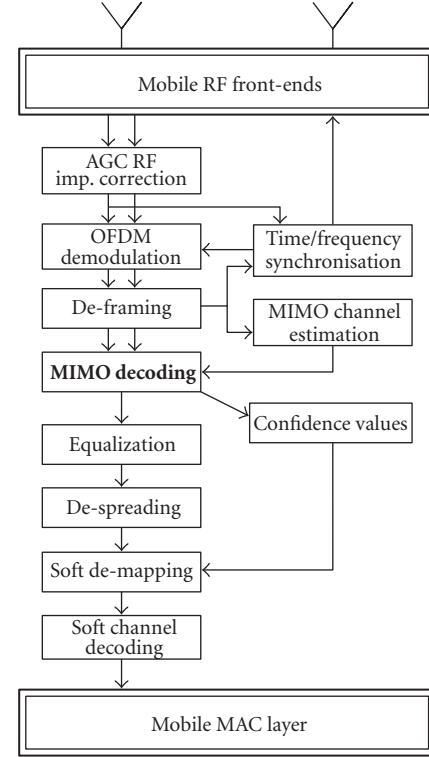 Mobile RF front-ends
AGC RF
imp. correction
OFDM
demodulation
Time/frequency
synchronisation
De-framing
MIMO channel
estimation
MIMO decoding
Confidence values
Equalization
De-spreading
Soft de-mapping
Soft channel
decoding
Mobile MAC layer